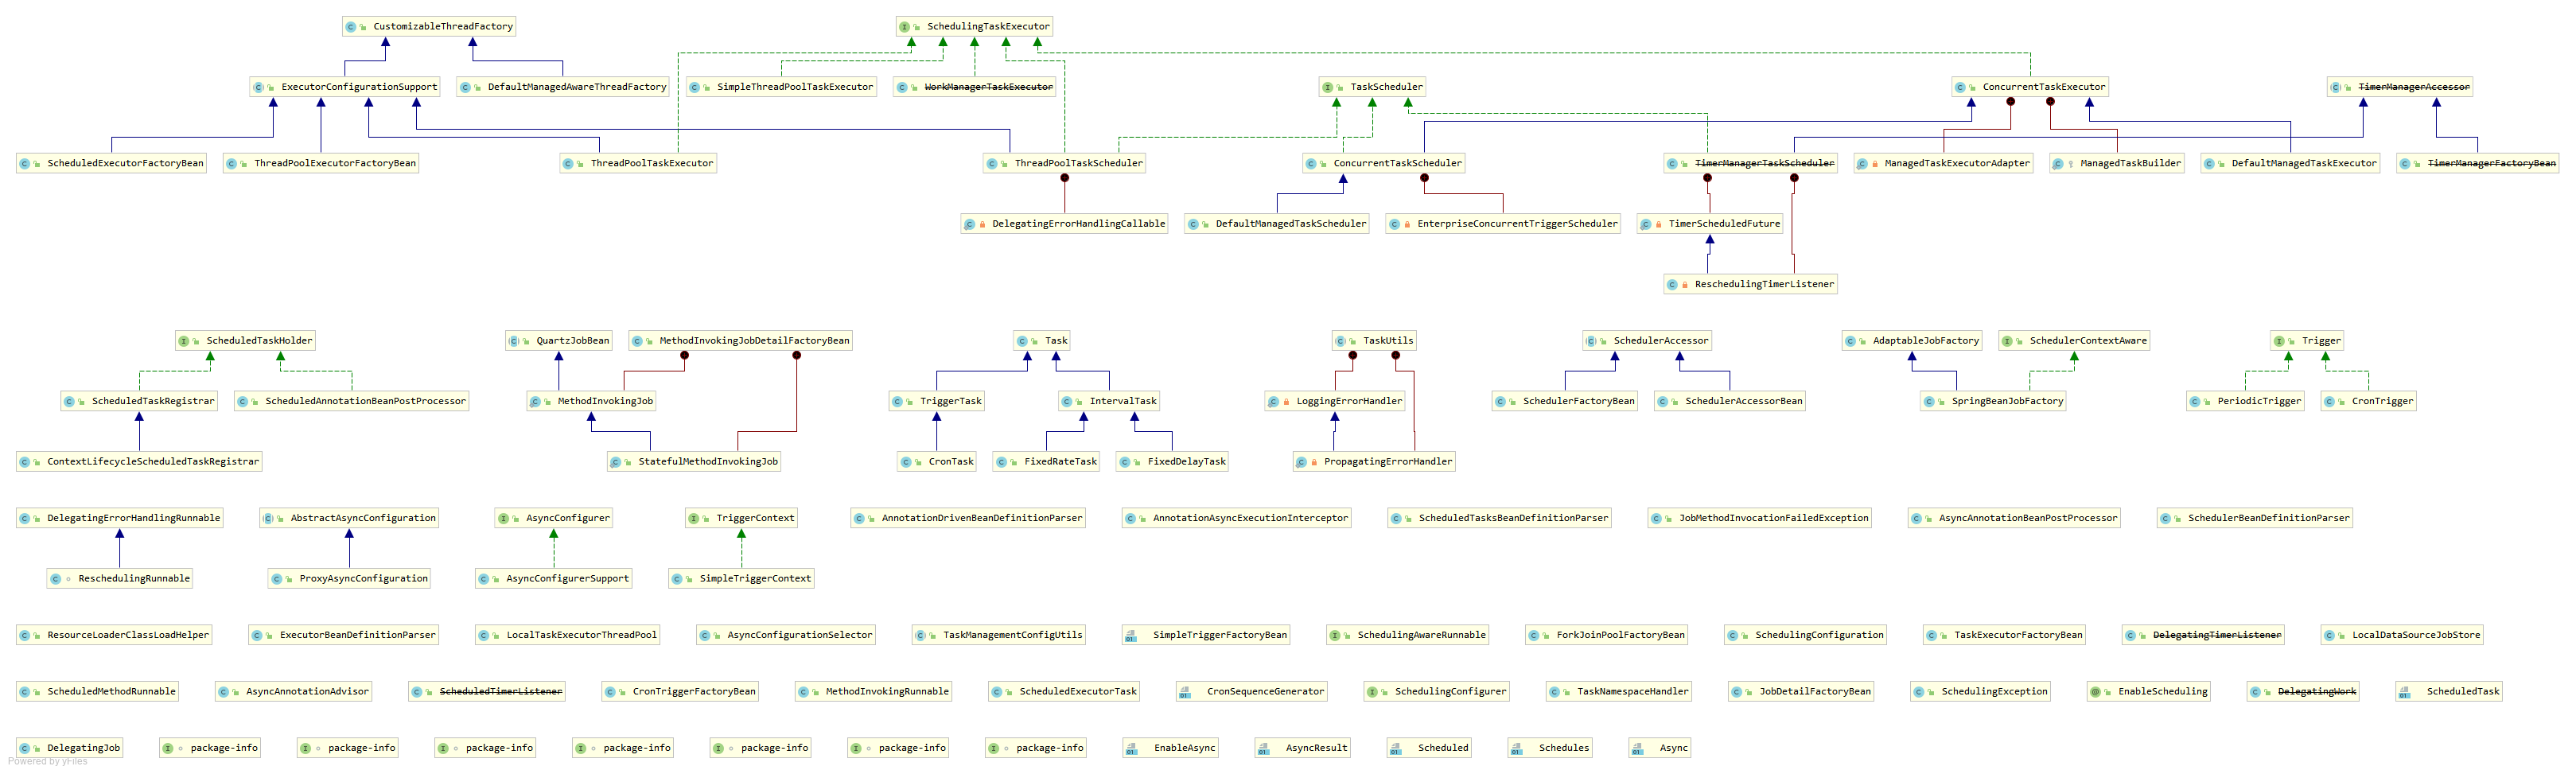 CustomizableThreadFactory
SchedulingTaskExecutor
ExecutorConfigurationSupport
DefaultManagedAwareThreadFactory
SimpleThreadPoolTaskExecutor
WorkManagerTaskExecutor
TaskScheduler
ConcurrentTaskExecutor
TimerManagerAccessor
ScheduledExecutorFactoryBean
ThreadPoolExecutorFactoryBean
ThreadPoolTaskExecutor
ThreadPoolTaskScheduler
ConcurrentTaskScheduler
TimerManagerTaskScheduler
ManagedTaskExecutorAdapter
ManagedTaskBuilder
DefaultManagedTaskExecutor
TimerManagerFactoryBean
DelegatingErrorHandlingCallable
DefaultManagedTaskScheduler
EnterpriseConcurrentTriggerScheduler
TimerScheduledFuture
ReschedulingTimerListener
ScheduledTaskHolder
QuartzJobBean
MethodInvokingJobDetailFactoryBean
Task
TaskUtils
SchedulerAccessor
AdaptableJobFactory
SchedulerContextAware
Trigger
ScheduledTaskRegistrar
ScheduledAnnotationBeanPostProcessor
MethodInvokingJob
TriggerTask
IntervalTask
LoggingErrorHandler
SchedulerFactoryBean
SchedulerAccessorBean
SpringBeanJobFactory
PeriodicTrigger
CronTrigger
ContextLifecycleScheduledTaskRegistrar
StatefulMethodInvokingJob
CronTask
FixedRateTask
FixedDelayTask
PropagatingErrorHandler
DelegatingErrorHandlingRunnable
AbstractAsyncConfiguration
AsyncConfigurer
TriggerContext
AnnotationDrivenBeanDefinitionParser
AnnotationAsyncExecutionInterceptor
ScheduledTasksBeanDefinitionParser
JobMethodInvocationFailedException
AsyncAnnotationBeanPostProcessor
SchedulerBeanDefinitionParser
ReschedulingRunnable
ProxyAsyncConfiguration
AsyncConfigurerSupport
SimpleTriggerContext
ResourceLoaderClassLoadHelper
ExecutorBeanDefinitionParser
LocalTaskExecutorThreadPool
AsyncConfigurationSelector
TaskManagementConfigUtils
SimpleTriggerFactoryBean
SchedulingAwareRunnable
ForkJoinPoolFactoryBean
SchedulingConfiguration
TaskExecutorFactoryBean
DelegatingTimerListener
LocalDataSourceJobStore
ScheduledMethodRunnable
AsyncAnnotationAdvisor
ScheduledTimerListener
CronTriggerFactoryBean
MethodInvokingRunnable
ScheduledExecutorTask
CronSequenceGenerator
SchedulingConfigurer
TaskNamespaceHandler
JobDetailFactoryBean
SchedulingException
EnableScheduling
DelegatingWork
ScheduledTask
DelegatingJob
package-info
package-info
package-info
package-info
package-info
package-info
package-info
EnableAsync
AsyncResult
Scheduled
Schedules
Async
Powered by yFiles